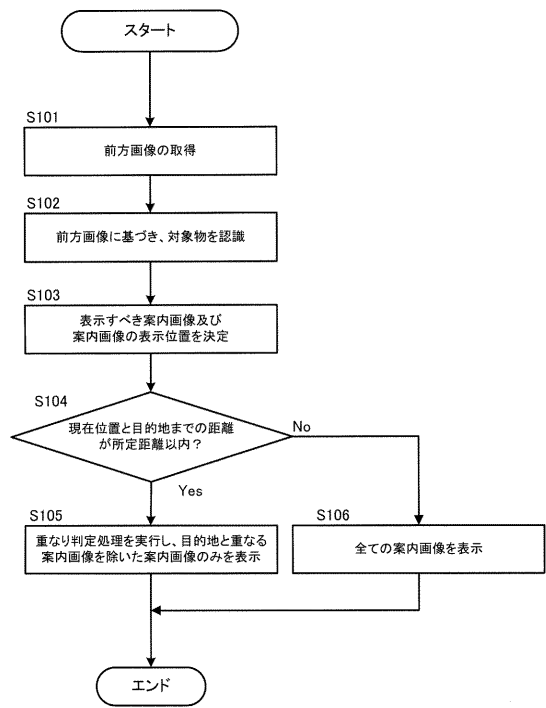 スタート
S101
前方画像の取得
S102
前方画像に基づき、対象物を認識
S103
表示すべき案内画像及び
案内画像の表示位置を決定
S104
現在位置と目的地までの距離
が所定距離以内？
No
Yes
S105
重なり判定処理を実行し、目的地と重なる
案内画像を除いた案内画像のみを表示
S106
全ての案内画像を表示
エンド